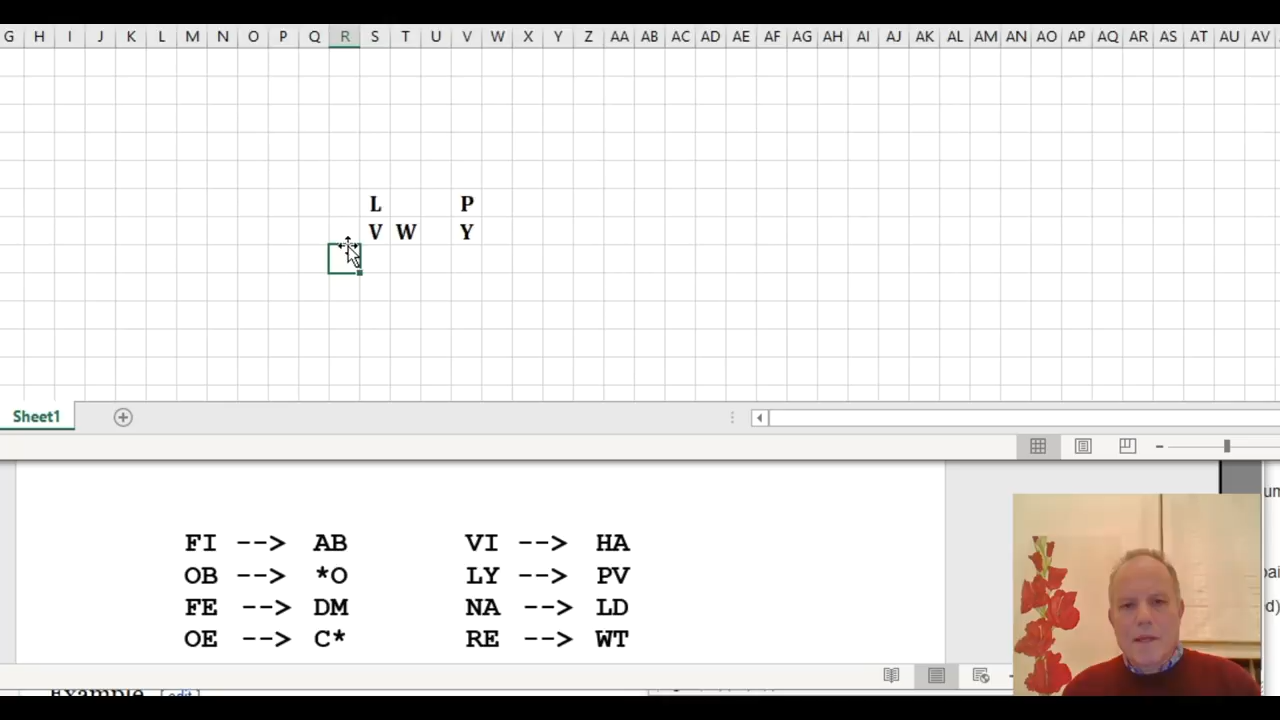 G H I J K L M N O P Q R S T U V W X Y Z AA AB AC AD AE AF AG AH AI AJ AK AL AM AN AO AP AQ AR AS AT AU AV
L P
V W Y
Sheet1
FI --> AB VI --> HA
OB --> *O LY --> PV
FE --> DM NA --> LD
OE --> C* RE --> WT